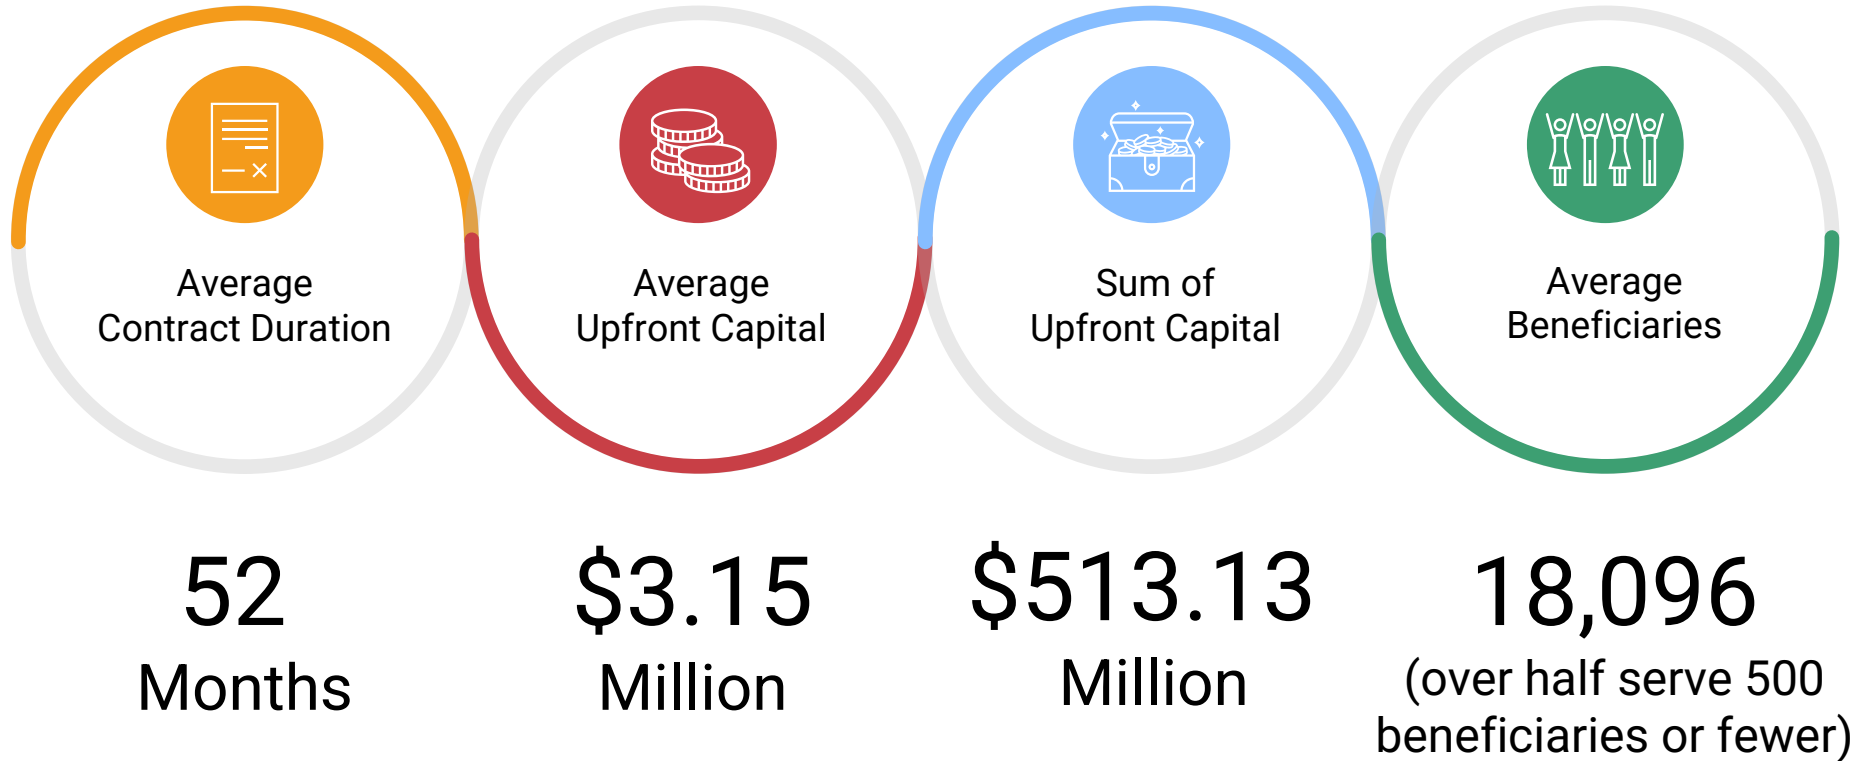 Average
Contract Duration
52
Months
Average
Upfront Capital
$3.15
Million
Sum of
Upfront Capital
$513.13
Million
Average
Beneficiaries
18,096
(over half serve 500
beneficiaries or fewer)